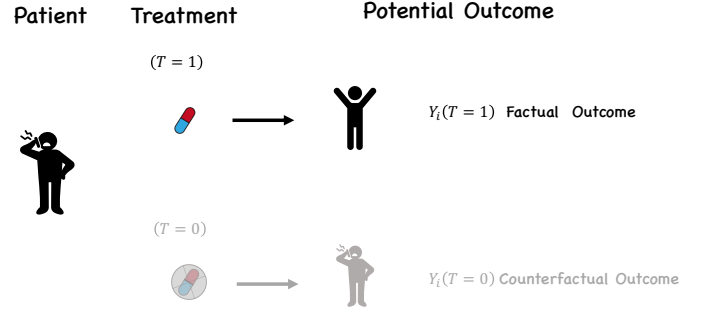 Patient Treatment Potential Outcome
(T = 1)
Y_i(T = 1) Factual Outcome
(T = 0)
Y_i(T = 0) Counterfactual Outcome